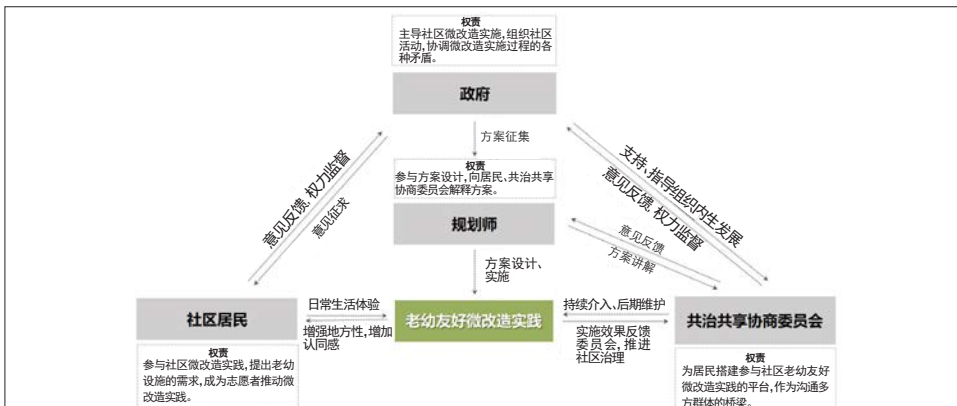 权责
主导社区微改造实施，组织社区
活动，协调微改造实施过程的各
种矛盾。
政府
方案征集
权责
参与方案设计，向居民、共治共享
协商委员会解释方案。
规划师
意见反馈、权力监督
意见征求
支持、指导组织内生发展
意见反馈、权力监督
意见反馈
方案讲解
方案设计、
实施
社区居民
日常生活体验
增强地方性，增加
认同感
老幼友好微改造实践
持续介入、后期维护
实施效果反馈
委员会，推进
社区治理
共治共享协商委员会
权责
参与社区微改造实践，提出老幼
设施的需求，成为志愿者推动微
改造实践。
权责
为居民搭建参与社区老幼友好
微改造实践的平台，作为沟通多
方群体的桥梁。